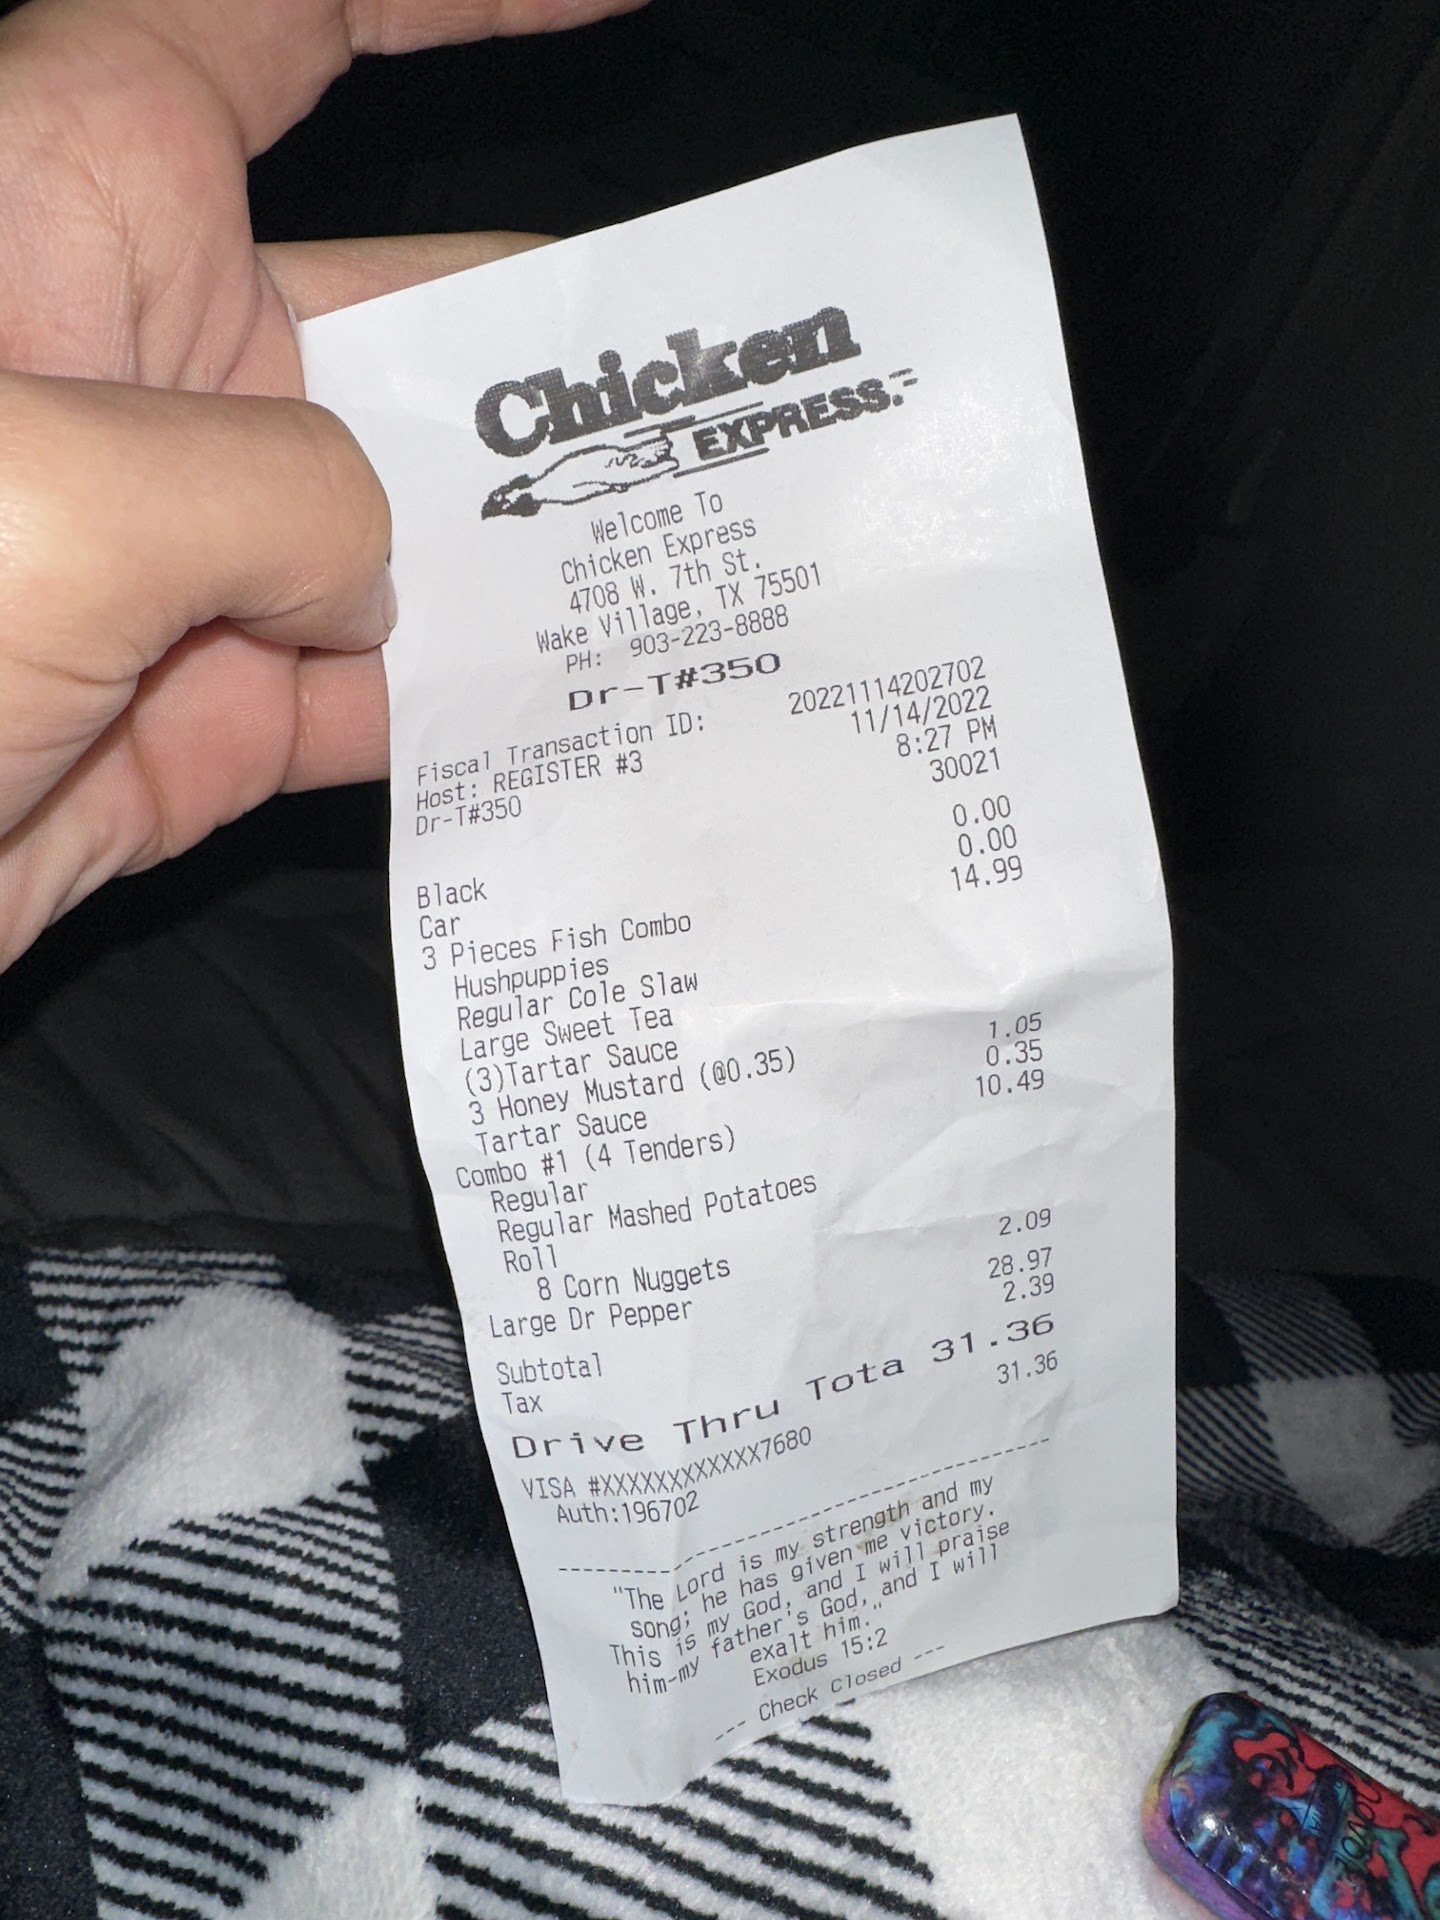 Chicken
EXPRESS.
Welcome To
Chicken Express
4708 W. 7th St.
Wake Village, TX 75501
PH: 903-223-8888
Dr-T#350
Fiscal Transaction ID: 20221114202702
Host: REGISTER #3 11/14/2022
Dr-T#350 8:27 PM
30021
Black 0.00
Car 0.00
3 Pieces Fish Combo 14.99
Hushpuppies
Regular Cole Slaw
Large Sweet Tea
(3)Tartar Sauce
3 Honey Mustard (@0.35) 1.05
Tartar Sauce 0.35
Combo #1 (4 Tenders) 10.49
Regular
Regular Mashed Potatoes
Roll
8 Corn Nuggets
Large Dr Pepper 2.09
Subtotal 28.97
Tax 2.39
Drive Thru Tota 31.36
VISA #XXXXXXXXXXXX7680 31.36
Auth:196702
"The Lord is my strength and my
song; he has given me victory.
This is my God, and I will praise
him-my father's God, and I will
exalt him."
Exodus 15:2
--- Check Closed ---